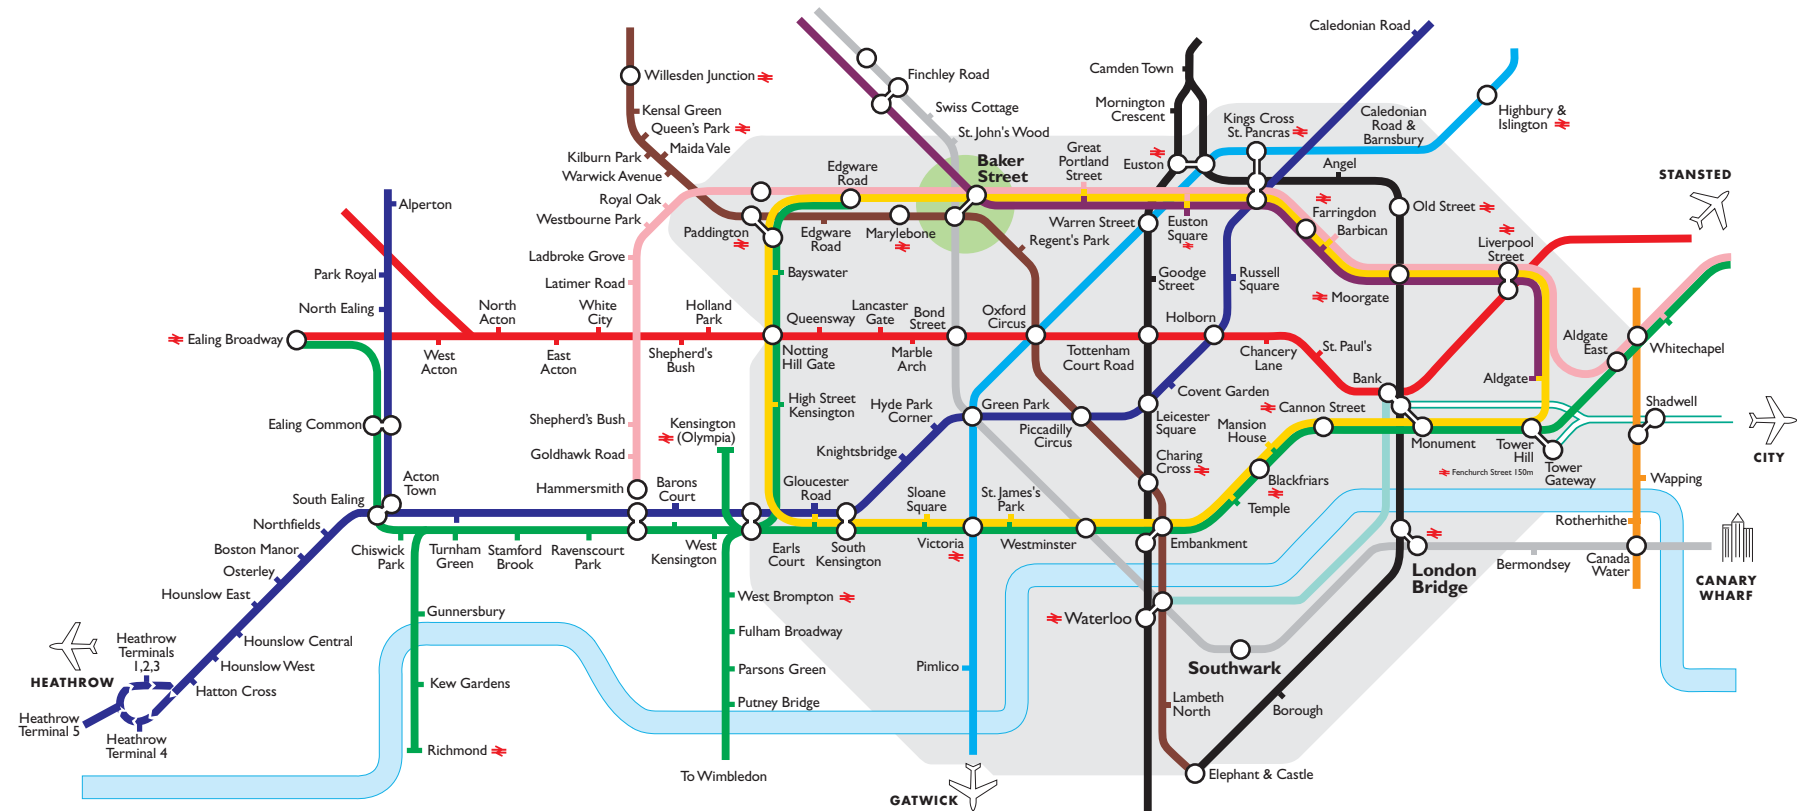 Caledonian Road
Willesden Junction
Finchley Road
Camden Town
Kensal Green
Swiss Cottage
Mornington
Crescent
Kings Cross
St. Pancras
Caledonian
Road &
Barnsbury
Highbury &
Islington
Queen's Park
Maida Vale
St. John's Wood
Kilburn Park
Warwick Avenue
Edgware
Road
Baker
Street
Great
Portland
Street
Euston
Angel
STANSTED
Royal Oak
Westbourne Park
Alperton
Paddington
Edgware
Road
Marylebone
Regent's Park
Warren Street
Euston
Square
Farringdon
Barbican
Old Street
Liverpool
Street
Ladbroke Grove
Latimer Road
Park Royal
Bayswater
Goodge
Street
Russell
Square
Moorgate
North Ealing
North
Acton
White
City
Holland
Park
Queensway
Lancaster
Gate
Bond
Street
Oxford
Circus
Holborn
Ealing Broadway
West
Acton
East
Acton
Shepherd's
Bush
Notting
Hill Gate
Marble
Arch
Tottenham
Court Road
Chancery
Lane
St. Paul's
Aldgate
East
Whitechapel
Bank
Aldgate
High Street
Kensington
Hyde Park
Corner
Green Park
Piccadilly
Circus
Covent Garden
Leicester
Square
Cannon Street
Mansion
House
Monument
Tower
Hill
Tower
Gateway
Fenchurch Street 150m
Shadwell
CITY
Ealing Common
Shepherd's Bush
Kensington
(Olympia)
Goldhawk Road
Knightsbridge
Charing
Cross
Blackfriars
Temple
Wapping
Hammersmith
Acton
Town
South Ealing
Barons
Court
Gloucester
Road
Sloane
Square
St. James's
Park
Rotherhithe
Northfields
Boston Manor
Osterley
Hounslow East
Chiswick
Park
Turnham
Green
Stamford
Brook
Ravenscourt
Park
West
Kensington
Earls
Court
South
Kensington
Victoria
Westminster
Embankment
London
Bridge
Bermondsey
Canada
Water
CANARY
WHARF
Gunnersbury
West Brompton
Waterloo
Heathrow
Terminals
1,2,3
Hounslow Central
Hounslow West
Hatton Cross
HEATHROW
Fulham Broadway
Parsons Green
Pimlico
Southwark
Kew Gardens
Putney Bridge
Lambeth
North
Borough
Heathrow
Terminal 5
Heathrow
Terminal 4
Richmond
To Wimbledon
Elephant & Castle
GATWICK